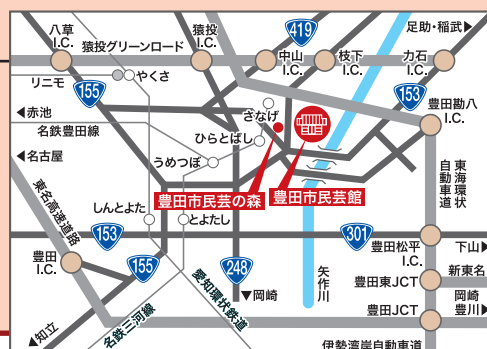 八草
I.C.
猿投グリーンロード
猿投
I.C.
419
中山
I.C.
枝下
I.C.
足助・稲武▶
力石
I.C.
リニモ
やくさ
155
153
豊田勘八
I.C.
◀赤池
名鉄豊田線
さなげ
ひらとばし
◀名古屋
うめつぼ
豊田市民芸の森
豊田市民芸館
東海環状
自動車道
東名高速道路
しんとよた
とよたし
153
301
豊田松平
I.C.
下山▶
豊田
I.C.
155
248
愛知環状鉄道
矢作川
豊田東JCT
新東名
▼岡崎
岡崎
豊川▶
◀知立
名鉄三河線
豊田JCT
伊勢湾岸自動車道